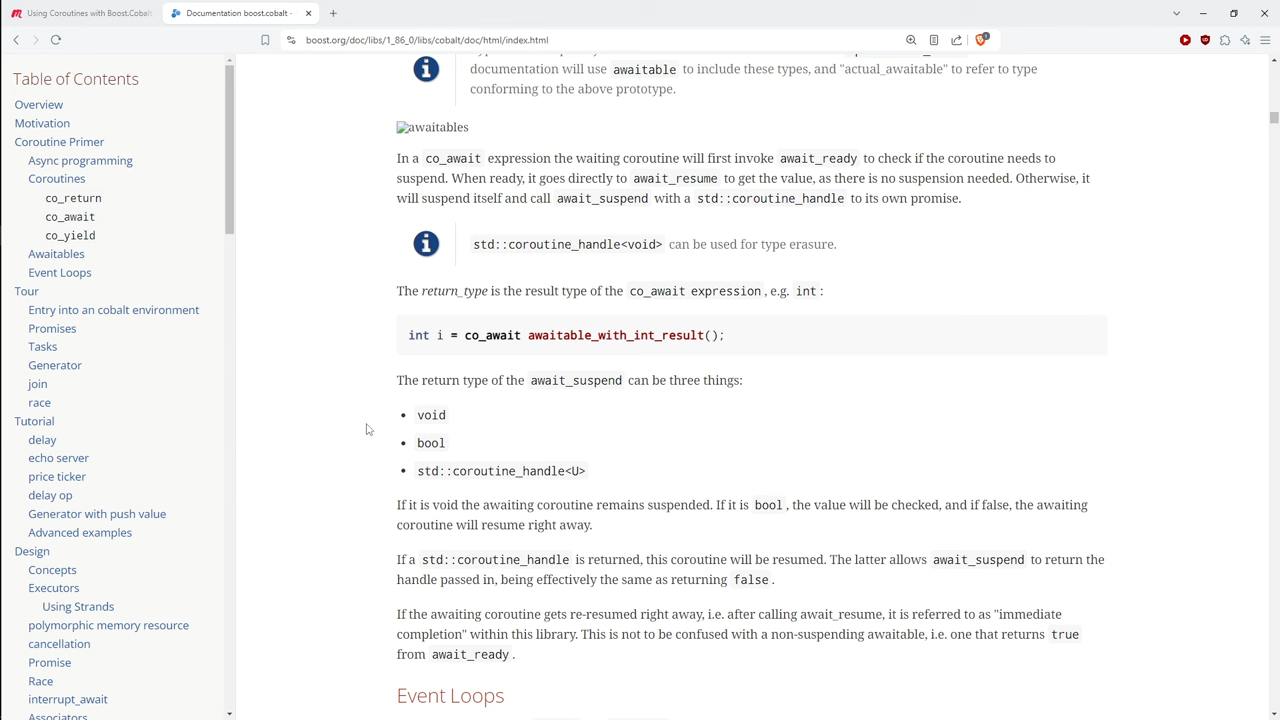 Using Coroutines with Boost.Cobalt
Documentation boost.cobalt -
boost.org/doc/libs/1_86_0/libs/cobalt/doc/html/index.html
Table of Contents
Overview
Motivation
Coroutine Primer
Async programming
Coroutines
co_return
co_await
co_yield
Awaitables
Event Loops
Tour
Entry into a cobalt environment
Promises
Tasks
Generator
join
race
Tutorial
delay
echo server
price ticker
delay op
Generator with push value
Advanced examples
Design
Concepts
Executors
Using Strands
polymorphic memory resource
cancellation
Promise
Race
interrupt_await
Associators
documentation will use awaitable to include these types, and "actual_awaitable" to refer to type
conforming to the above prototype.
awaitables
In a co_await expression the waiting coroutine will first invoke await_ready to check if the coroutine needs to
suspend. When ready, it goes directly to await_resume to get the value, as there is no suspension needed. Otherwise, it
will suspend itself and call await_suspend with a std::coroutine_handle to its own promise.
std::coroutine_handle<void> can be used for type erasure.
The return_type is the result type of the co_await expression, e.g. int:
int i = co_await awaitable_with_int_result();
The return type of the await_suspend can be three things:
• void
• bool
• std::coroutine_handle<U>
If it is void the awaiting coroutine remains suspended. If it is bool, the value will be checked, and if false, the awaiting
coroutine will resume right away.
If a std::coroutine_handle is returned, this coroutine will be resumed. The latter allows await_suspend to return the
handle passed in, being effectively the same as returning false.
If the awaiting coroutine gets re-resumed right away, i.e. after calling await_resume, it is referred to as "immediate
completion" within this library. This is not to be confused with a non-suspending awaitable, i.e. one that returns true
from await_ready.
Event Loops